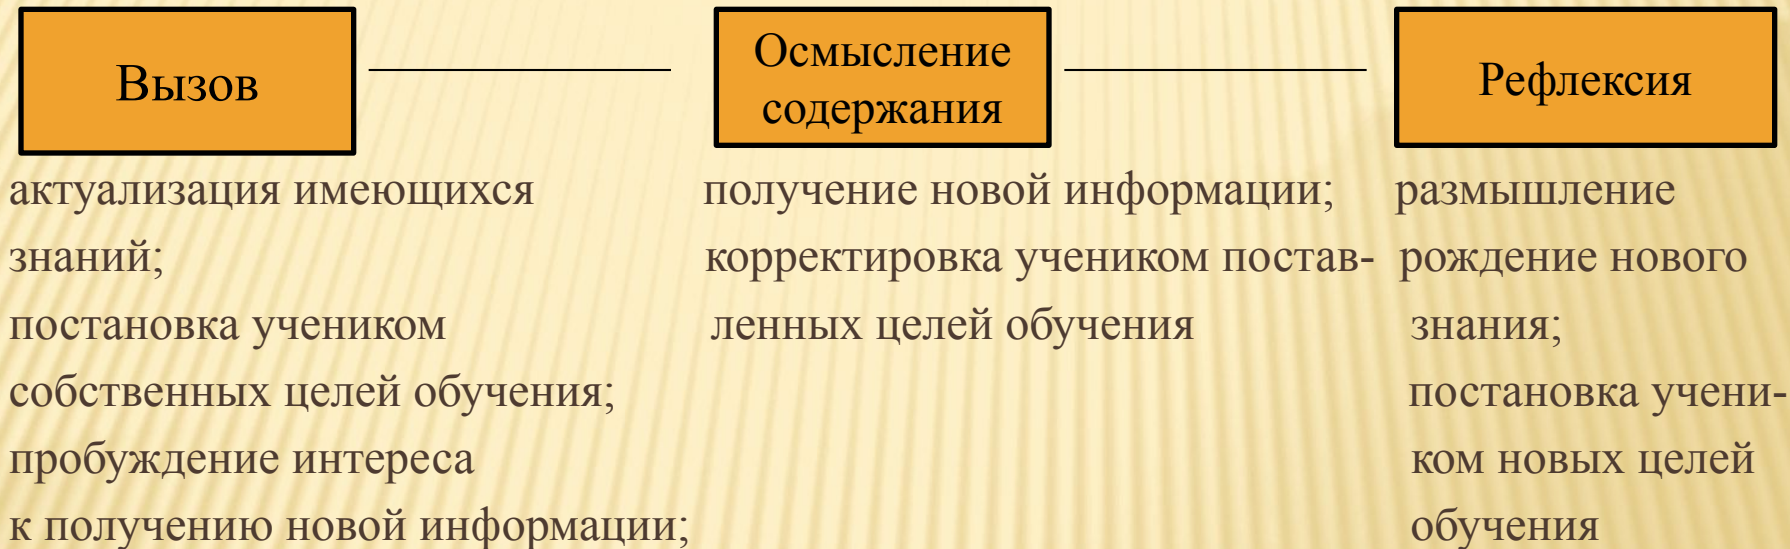 Вызов
Осмысление
содержания
Рефлексия
актуализация имеющихся
знаний;
постановка учеником
собственных целей обучения;
пробуждение интереса
к получению новой информации;
получение новой информации;
корректировка учеником постав-
ленных целей обучения
размышление
рождение нового
знания;
постановка учени-
ком новых целей
обучения